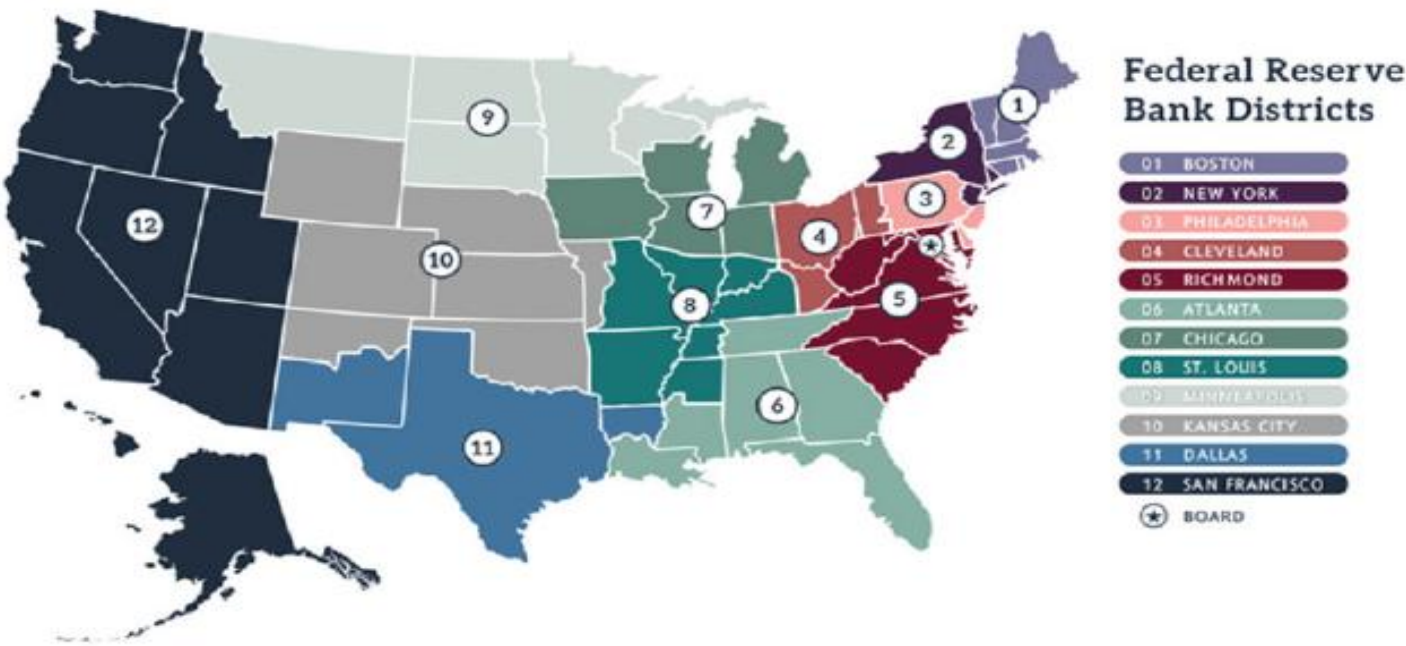 Federal Reserve
Bank Districts
01 BOSTON
02 NEW YORK
03 PHILADELPHIA
04 CLEVELAND
05 RICHMOND
06 ATLANTA
07 CHICAGO
08 ST. LOUIS
09 MINNEAPOLIS
10 KANSAS CITY
11 DALLAS
12 SAN FRANCISCO
BOARD
1
2
9
3
7
12
4
10
5
8
6
11